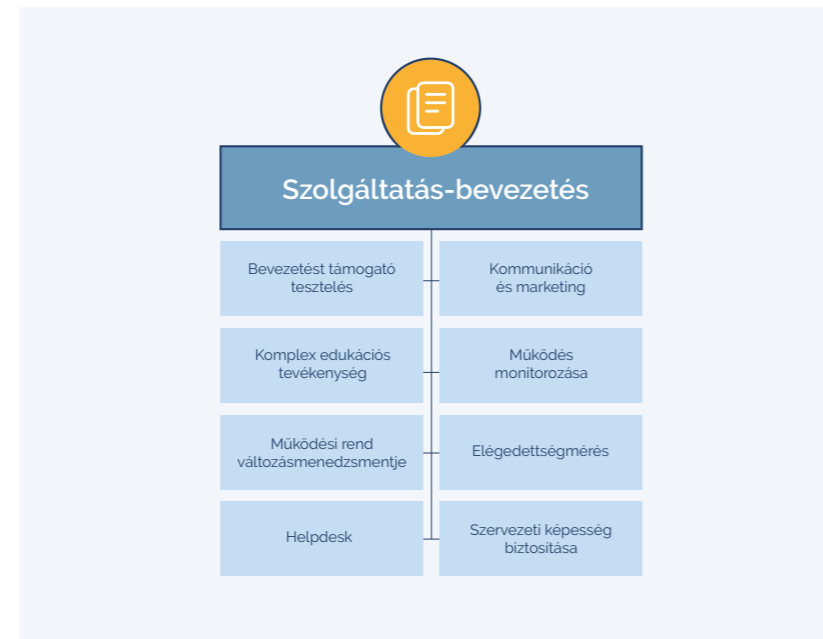 Szolgáltatás-bevezetés
Bevezetést támogató
tesztelés
Kommunikáció
és marketing
Komplex edukációs
tevékenység
Működés
monitorozása
Működési rend
változásmenedzsmentje
Elégedettségmérés
Helpdesk
Szervezeti képesség
biztosítása